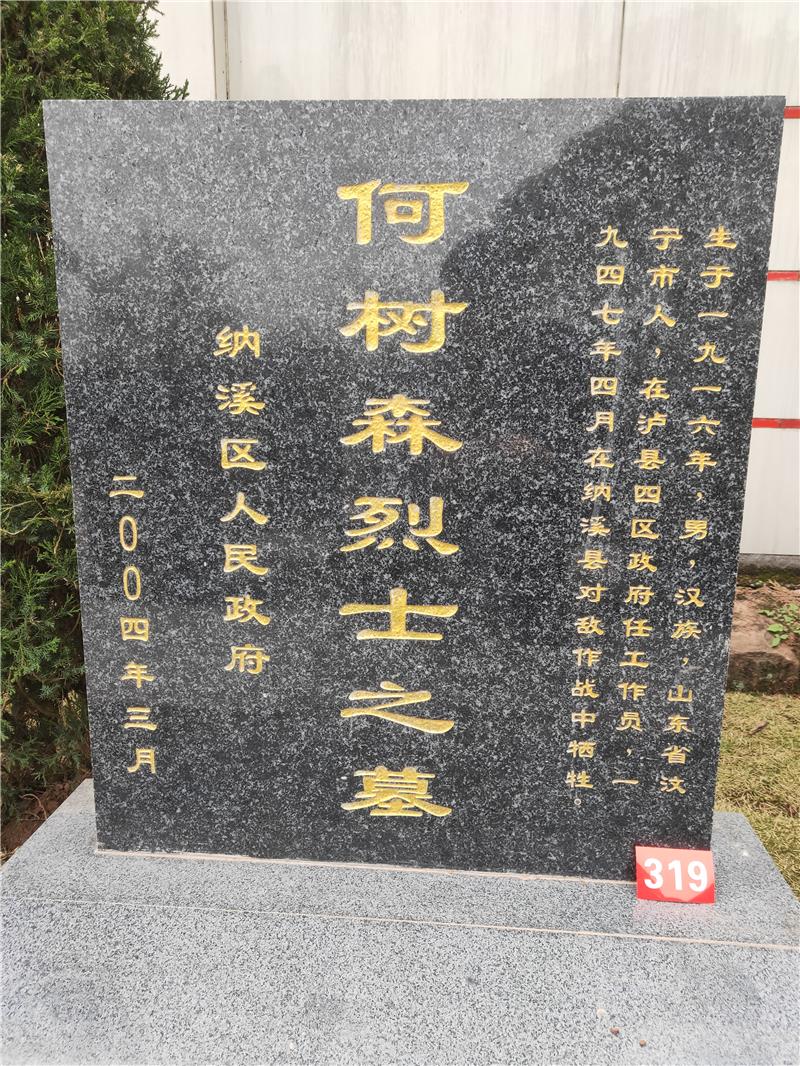 生于一九一六年，男，汉族，山东省汶
宁市人，在泸县四区政府任工作员，一
九四七年四月在纳溪县对敌作战中牺牲。
何树森烈士之墓
纳溪区人民政府
二00四年三月
319